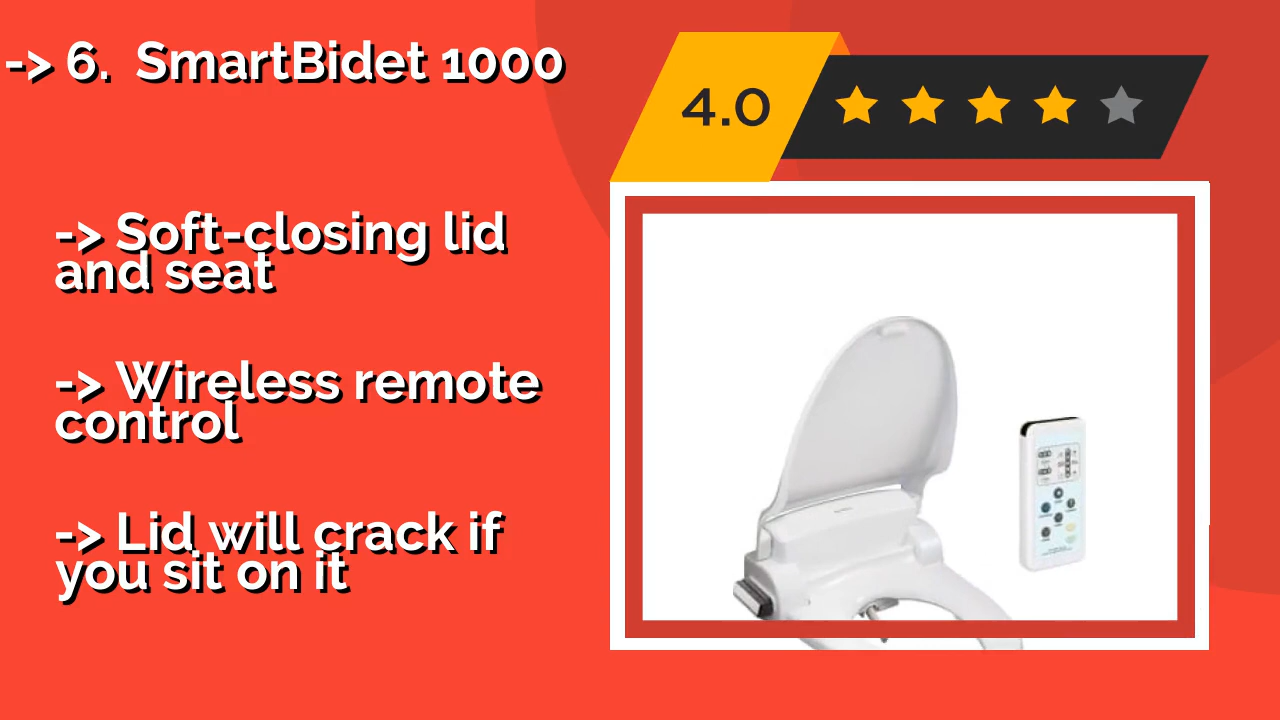 -> 6.  SmartBidet 1000
4.0
-> Soft-closing lid
and seat
-> Wireless remote
control
-> Lid will crack if
you sit on it